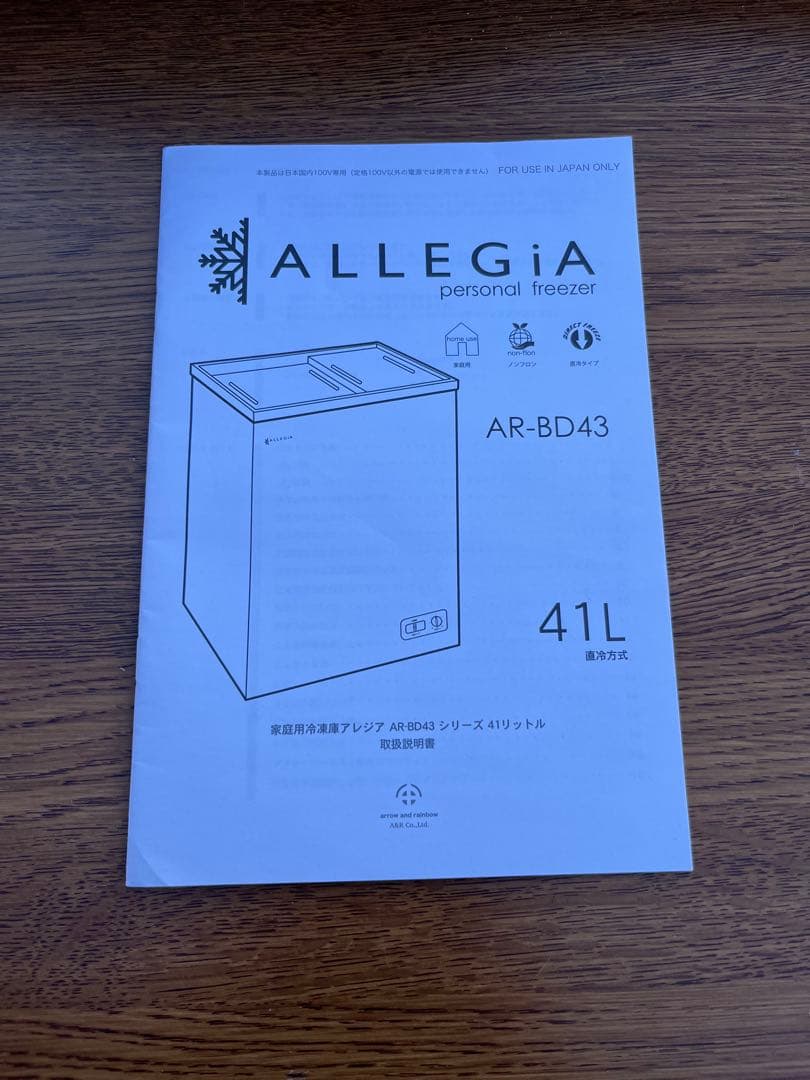 本製品は日本国内100V専用（定格100V以外の電源では使用できません） FOR USE IN JAPAN ONLY
ALLEGiA
personal freezer
home use
家庭用
non-flon
ノンフロン
DIRECT FREEZE
直冷タイプ
ALLEGiA
AR-BD43
41L
直冷方式
家庭用冷凍庫アレジア AR-BD43 シリーズ 41リットル
取扱説明書
arrow and rainbow
A&R Co.,Ltd.